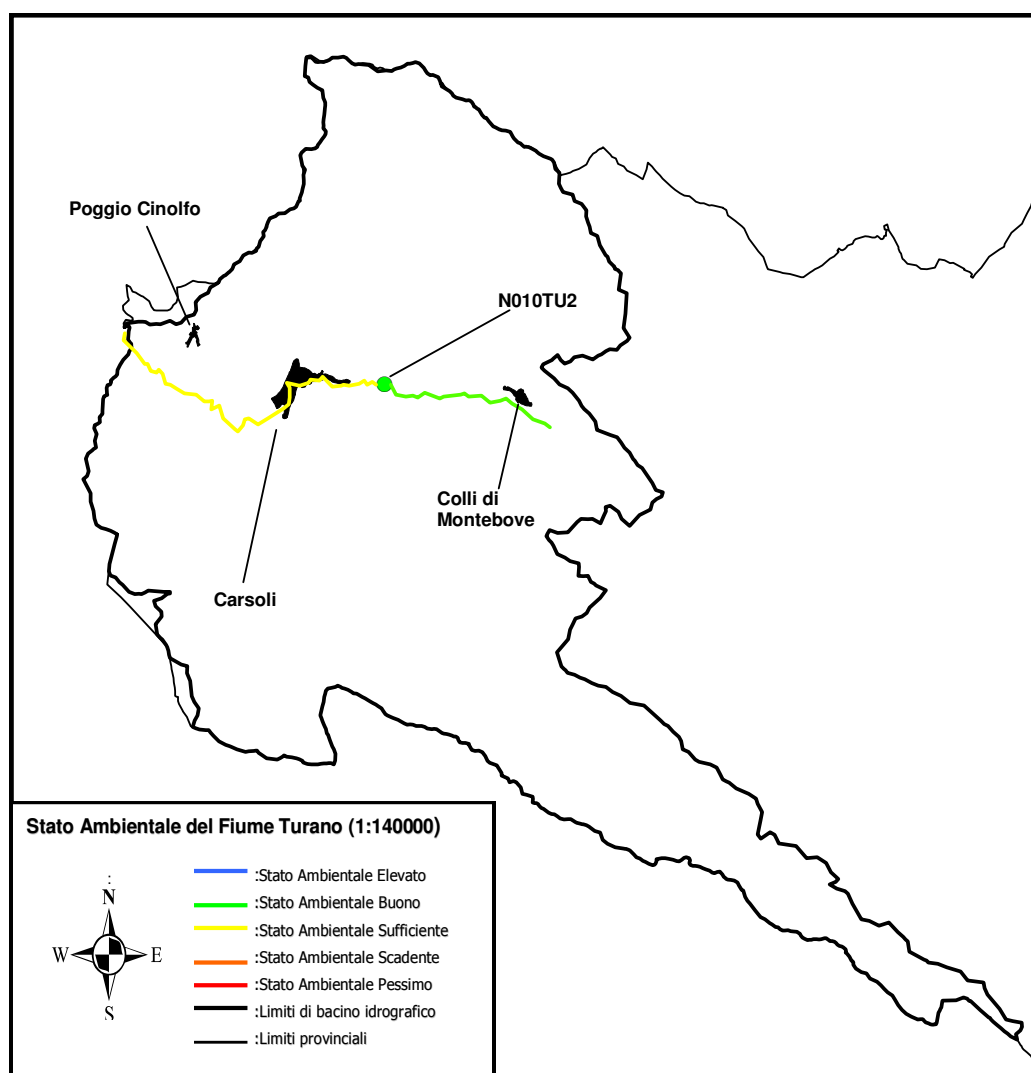 Poggio Cinolfo
N010TU2
Colli di
Montebove
Carsoli
Stato Ambientale del Fiume Turano (1:140000)
:
N
W
E
S
:Stato Ambientale Elevato
:Stato Ambientale Buono
:Stato Ambientale Sufficiente
:Stato Ambientale Scadente
:Stato Ambientale Pessimo
:Limiti di bacino idrografico
:Limiti provinciali